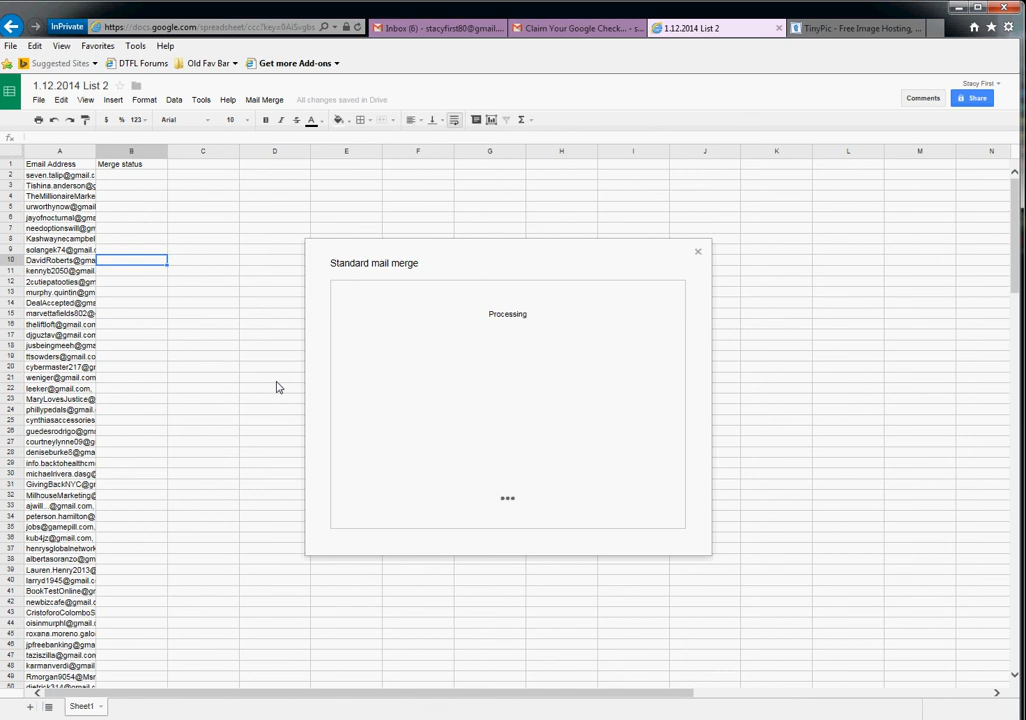 InPrivate
https://docs.google.com/spreadsheet/ccc?key=0AiSvgbs
Inbox (6) - stacyfirst80@gmail....
Claim Your Google Check... - s...
1.12.2014 List 2
TinyPic - Free Image Hosting, ...
File Edit View Favorites Tools Help
Suggested Sites
DTFL Forums
Old Fav Bar
Get more Add-ons
1.12.2014 List 2
Stacy First
File Edit View Insert Format Data Tools Help Mail Merge All changes saved in Drive
Comments
Share
$ % 123 Arial 10 B I S A Σ
fx
A B C D E F G H I J K L M N
1 Email Address Merge status
2 seven.talip@gmail.c
3 Tishina.anderson@g
4 TheMillionaireMarke
5 urworthynow@gmail
6 jayofnocturnal@gma
7 needoptionswill@gm
8 Kashwaynecampbel
9 solangek74@gmail.c
10 DavidRoberts@gma
11 kennyb2050@gmail.
12 2cutiepatooties@gm
13 murphy.quintin@gm
14 DealAccepted@gma
15 marvettafields802@
16 theliftloft@gmail.com
17 djguztav@gmail.com
18 jusbeingmeeh@gm
19 ttsowders@gmail.co
20 cybermaster217@gr
21 weniger@gmail.com
22 leeker@gmail.com,
23 MaryLovesJustice@
24 phillypedals@gmail.
25 cynthiasaccessories
26 guedesrodrigo@gm
27 courtneylynne09@g
28 deniseburke8@gma
29 info.backtohealthcm
30 michaelrivera.dasg@
31 GivingBackNYC@gr
32 MilhouseMarketing@
33 ajwill...@gmail.com,
34 peterson.hamilton@
35 jobs@gamepill.com,
36 kub4jz@gmail.com,
37 henrysglobalnetwork
38 albertasoranzo@gm
39 Lauren.Henry2013@
40 larryd1945@gmail.c
41 BookTestOnline@gr
42 newbizcafe@gmail.c
43 CristoforoColomboS
44 oisinmurphl@gmail.c
45 roxana.moreno.galo
46 jpfreebanking@gma
47 taziszilla@gmail.com
48 karmanverdi@gmail
49 Rmorgan9054@Msr
50 dietrick314@gmail.c
Standard mail merge
×
Processing
Sheet1